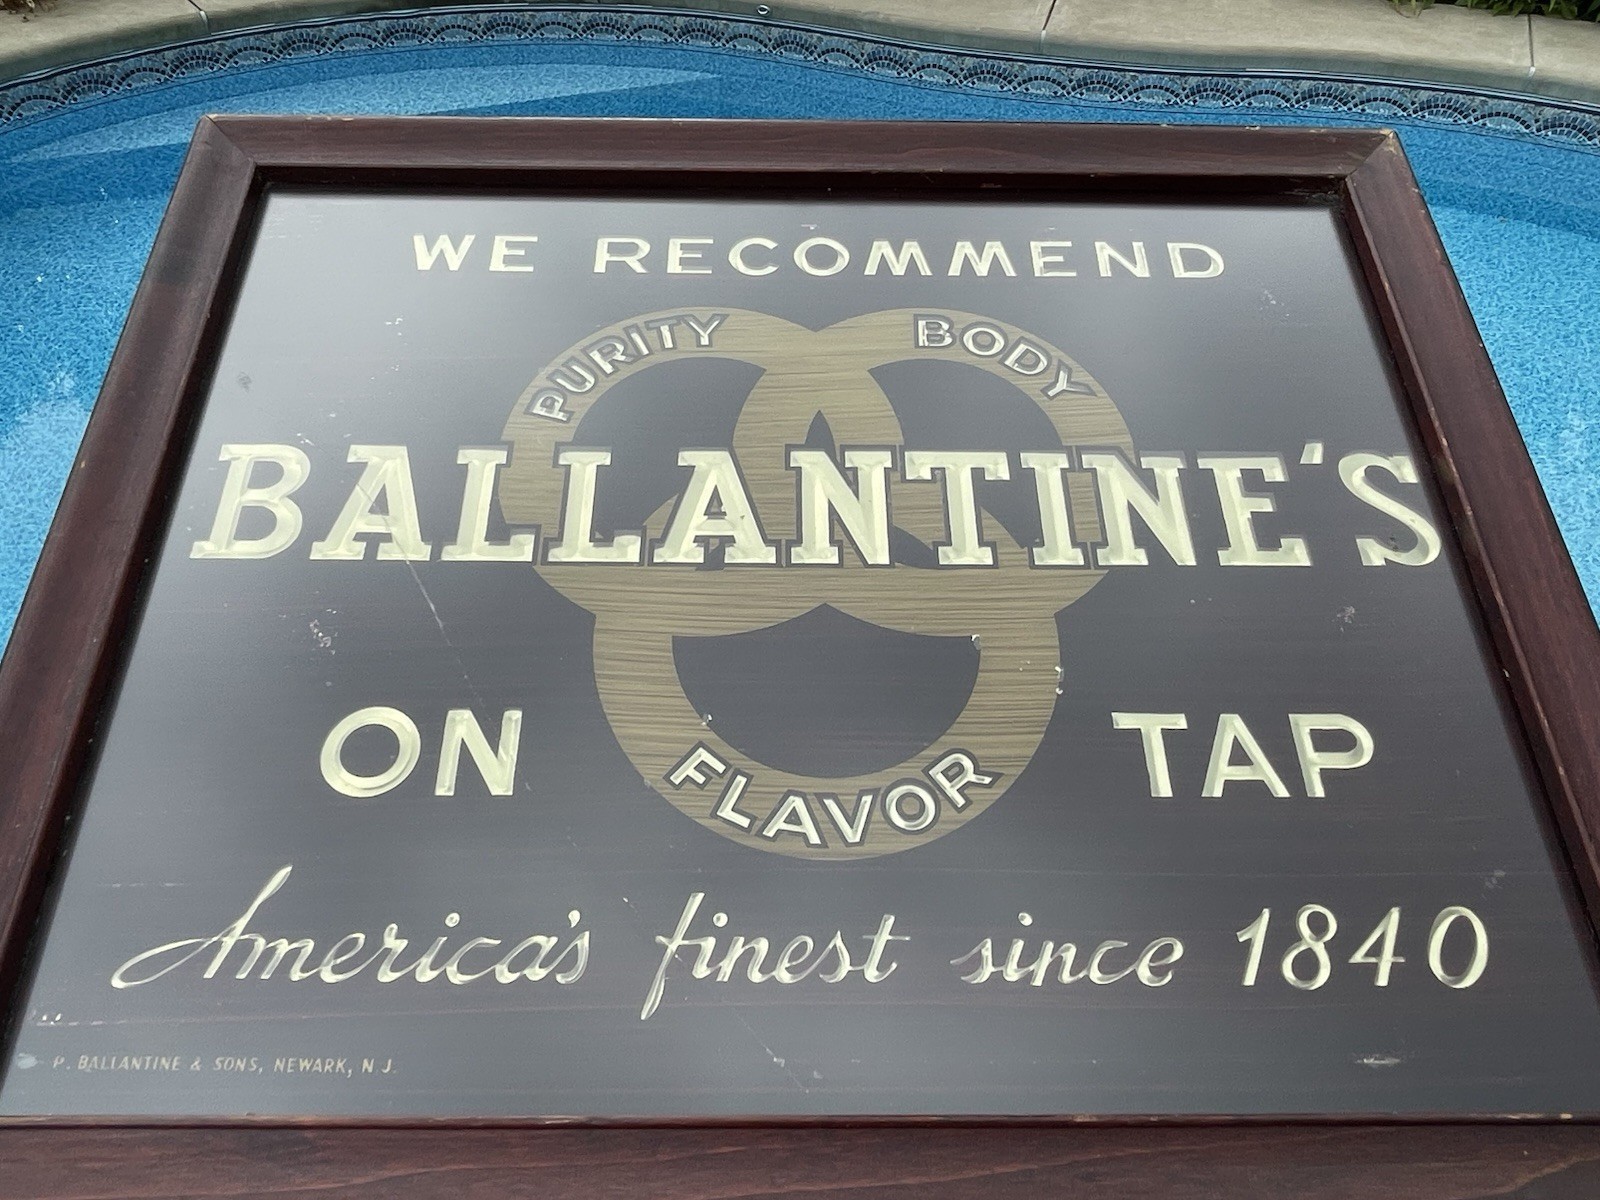 WE RECOMMEND
PURITY BODY
BALLANTINE'S
ON TAP
FLAVOR
America's finest since 1840
P. BALLANTINE & SONS, NEWARK, N.J.